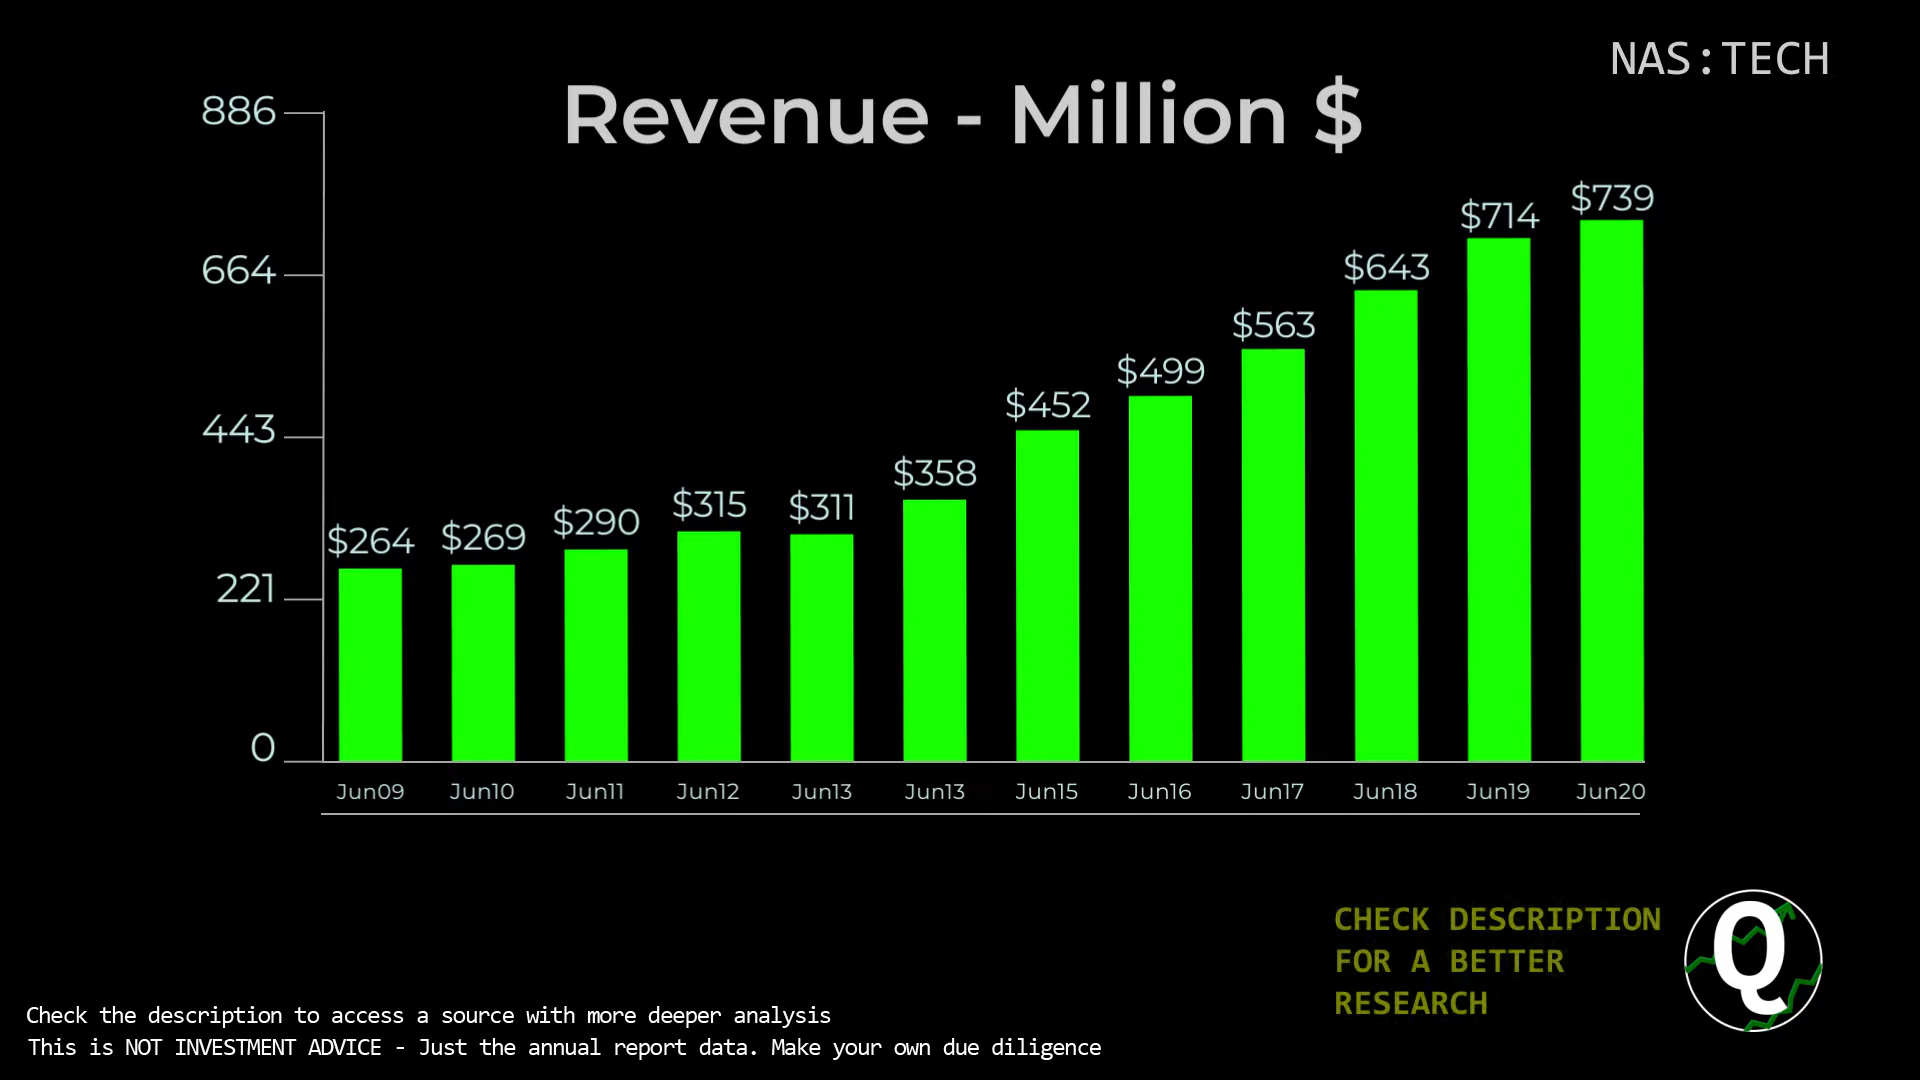 NAS:TECH
Revenue - Million $
886
664
443
221
0
$264
$269
$290
$315
$311
$358
$452
$499
$563
$643
$714
$739
Jun09 Jun10 Jun11 Jun12 Jun13 Jun13 Jun15 Jun16 Jun17 Jun18 Jun19 Jun20
CHECK DESCRIPTION
FOR A BETTER
RESEARCH
Q
Check the description to access a source with more deeper analysis
This is NOT INVESTMENT ADVICE - Just the annual report data. Make your own due diligence